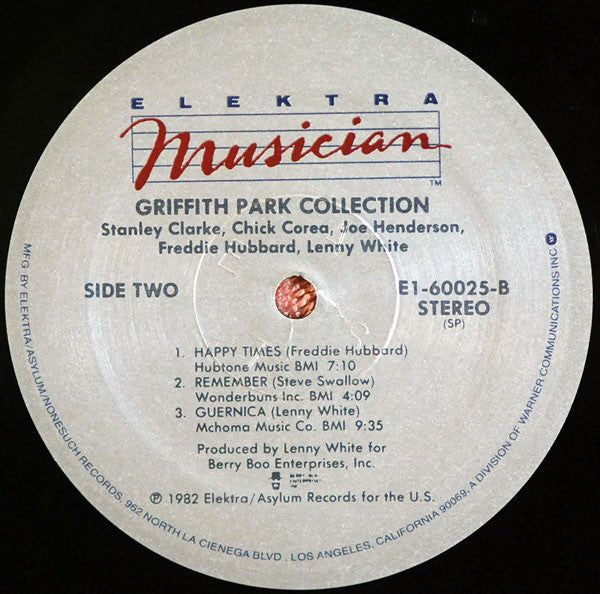 ELEKTRA
Musician
TM
GRIFFITH PARK COLLECTION
Stanley Clarke, Chick Corea, Joe Henderson,
Freddie Hubbard, Lenny White
SIDE TWO
E1-60025-B
STEREO
(SP)
1. HAPPY TIMES (Freddie Hubbard)
Hubtone Music BMI 7:10
2. REMEMBER (Steve Swallow)
Wonderbuns Inc. BMI 4:09
3. GUERNICA (Lenny White)
Mchoma Music Co. BMI 9:35
Produced by Lenny White for
Berry Boo Enterprises, Inc.
℗ 1982 Elektra/Asylum Records for the U.S.
MFG. BY ELEKTRA/ASYLUM/NONESUCH RECORDS, 962 NORTH LA CIENEGA BLVD., LOS ANGELES, CALIFORNIA 90069, A DIVISION OF WARNER COMMUNICATIONS INC.